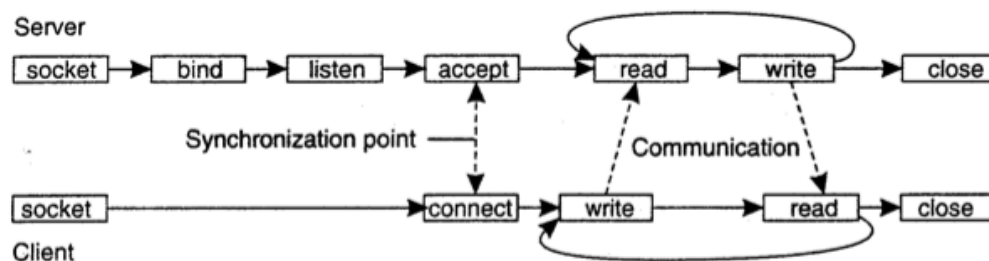 Server
socket bind listen accept read write close
Synchronization point
Communication
socket connect write read close
Client